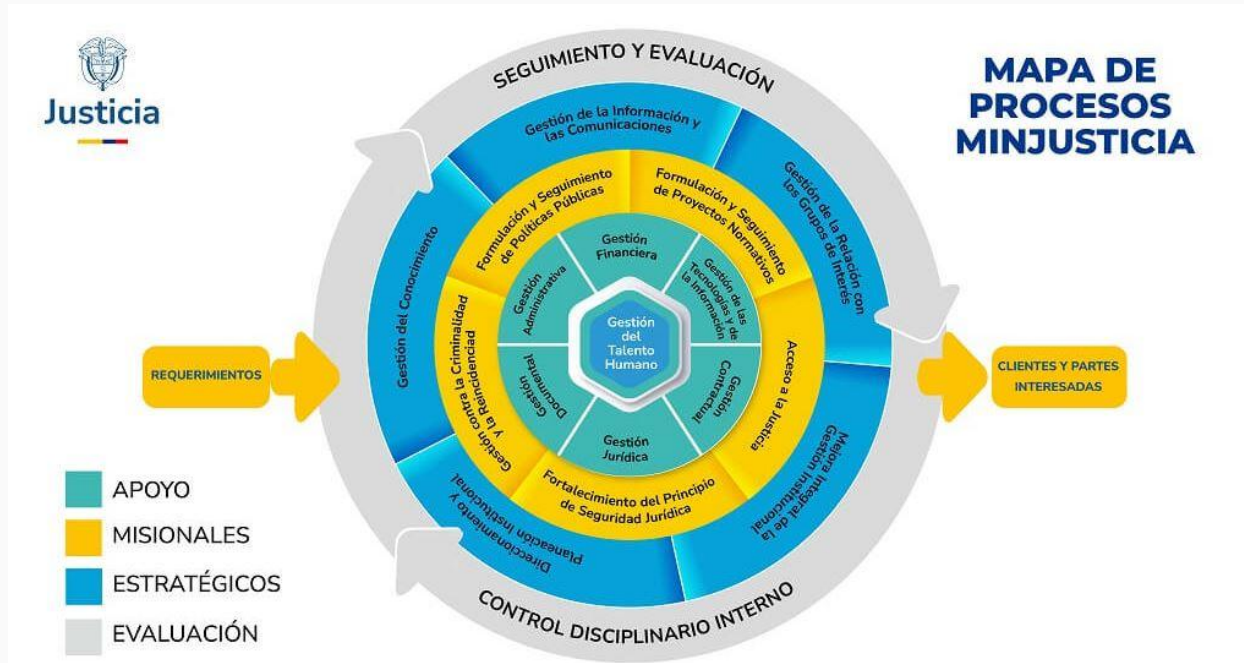 Justicia
MAPA DE
PROCESOS
MINJUSTICIA
SEGUIMIENTO Y EVALUACIÓN
Gestión de la Información y
las Comunicaciones
Gestión de la Relación con
los Grupos de Interés
Mejora Integral de la
Gestión Institucional
Direccionamiento y
Planeación Institucional
Gestión del Conocimiento
Formulación y Seguimiento
de Políticas Públicas
Formulación y Seguimiento
de Proyectos Normativos
Acceso a la Justicia
Fortalecimiento del Principio
de Seguridad Jurídica
Gestión contra la Criminalidad
y la Reincidencia
Gestión
Financiera
Gestión de las
Tecnologías y de
la Información
Gestión
Contractual
Gestión
Jurídica
Gestión
Documental
Gestión
Administrativa
Gestión
del
Talento
Humano
CONTROL DISCIPLINARIO INTERNO
REQUERIMIENTOS
CLIENTES Y PARTES
INTERESADAS
APOYO
MISIONALES
ESTRATÉGICOS
EVALUACIÓN